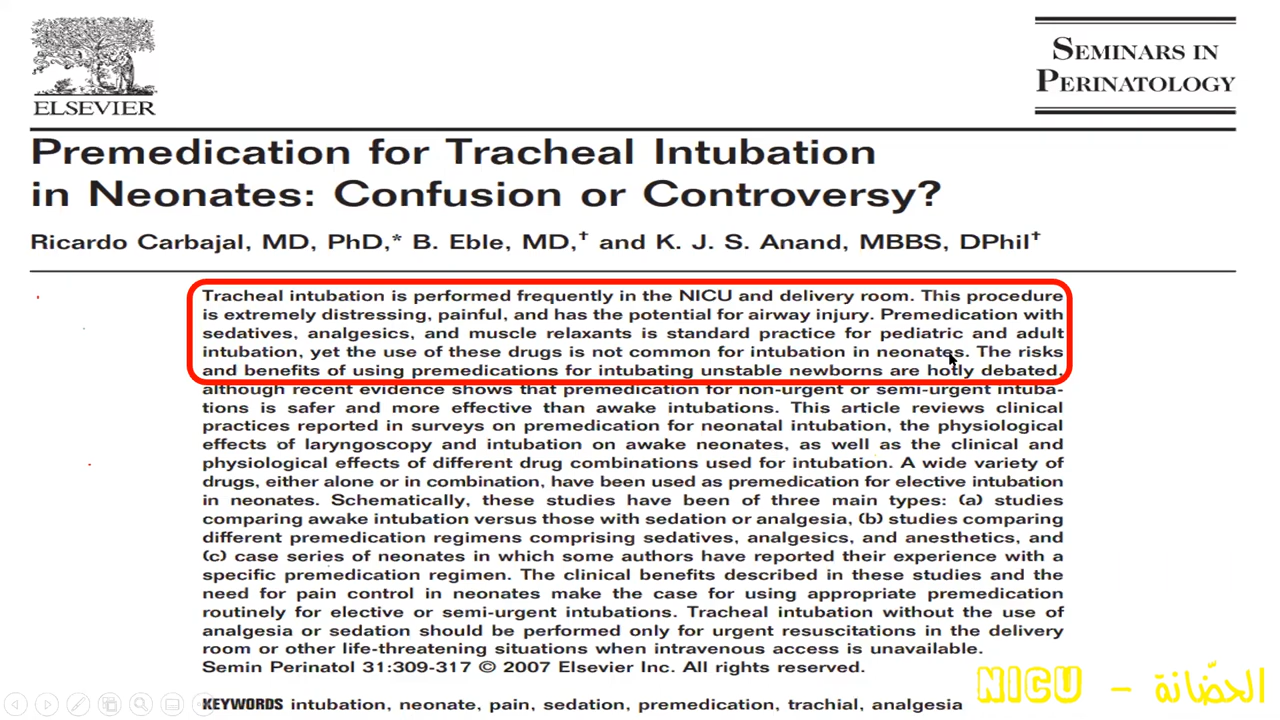 ELSEVIER
SEMINARS IN
PERINATOLOGY
Premedication for Tracheal Intubation
in Neonates: Confusion or Controversy?
Ricardo Carbajal, MD, PhD,* B. Eble, MD,† and K. J. S. Anand, MBBS, DPhil†
Tracheal intubation is performed frequently in the NICU and delivery room. This procedure
is extremely distressing, painful, and has the potential for airway injury. Premedication with
sedatives, analgesics, and muscle relaxants is standard practice for pediatric and adult
intubation, yet the use of these drugs is not common for intubation in neonates. The risks
and benefits of using premedications for intubating unstable newborns are hotly debated,
although recent evidence shows that premedication for non-urgent or semi-urgent intuba-
tions is safer and more effective than awake intubations. This article reviews clinical
practices reported in surveys on premedication for neonatal intubation, the physiological
effects of laryngoscopy and intubation on awake neonates, as well as the clinical and
physiological effects of different drug combinations used for intubation. A wide variety of
drugs, either alone or in combination, have been used as premedication for elective intubation
in neonates. Schematically, these studies have been of three main types: (a) studies
comparing awake intubation versus those with sedation or analgesia, (b) studies comparing
different premedication regimens comprising sedatives, analgesics, and anesthetics, and
(c) case series of neonates in which some authors have reported their experience with a
specific premedication regimen. The clinical benefits described in these studies and the
need for pain control in neonates make the case for using appropriate premedication
routinely for elective or semi-urgent intubations. Tracheal intubation without the use of
analgesia or sedation should be performed only for urgent resuscitations in the delivery
room or other life-threatening situations when intravenous access is unavailable.
Semin Perinatol 31:309-317 © 2007 Elsevier Inc. All rights reserved.
KEYWORDS intubation, neonate, pain, sedation, premedication, trachial, analgesia
NICU - الحضّانة